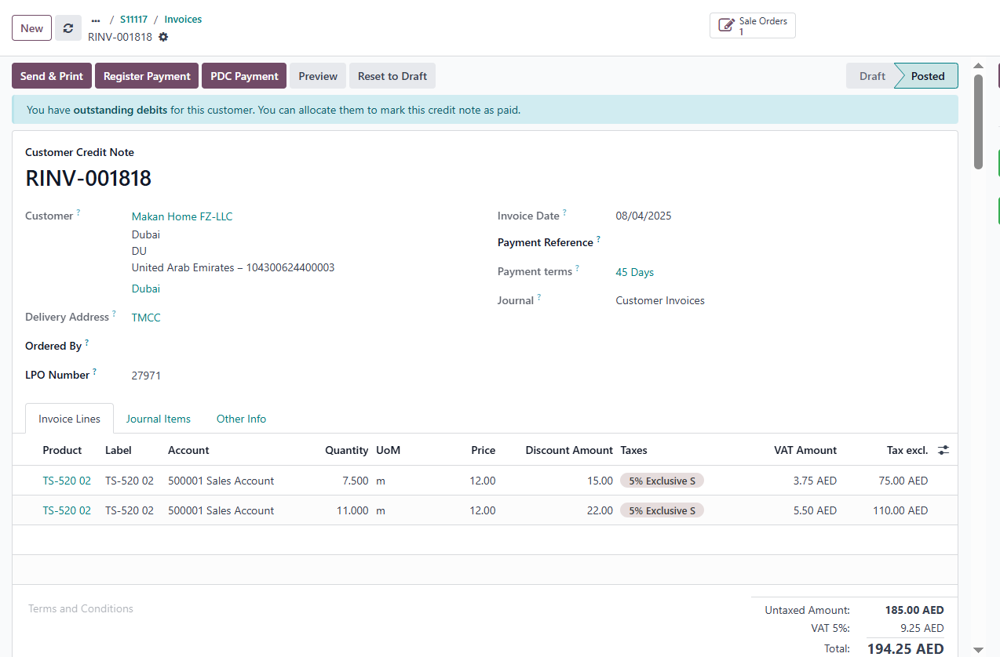 New
... / S11117 / Invoices
RINV-001818
Sale Orders
1
Send & Print Register Payment PDC Payment Preview Reset to Draft Draft Posted
You have outstanding debits for this customer. You can allocate them to mark this credit note as paid.
Customer Credit Note
RINV-001818
Customer ? Makan Home FZ-LLC
Dubai
DU
United Arab Emirates – 104300624400003
Dubai
Delivery Address ? TMCC
Ordered By ?
LPO Number ? 27971
Invoice Date ? 08/04/2025
Payment Reference ?
Payment terms ? 45 Days
Journal ? Customer Invoices
Invoice Lines Journal Items Other Info
Product Label Account Quantity UoM Price Discount Amount Taxes VAT Amount Tax excl.
TS-520 02 TS-520 02 500001 Sales Account 7.500 m 12.00 15.00 5% Exclusive S 3.75 AED 75.00 AED
TS-520 02 TS-520 02 500001 Sales Account 11.000 m 12.00 22.00 5% Exclusive S 5.50 AED 110.00 AED
Terms and Conditions
Untaxed Amount: 185.00 AED
VAT 5%: 9.25 AED
Total: 194.25 AED